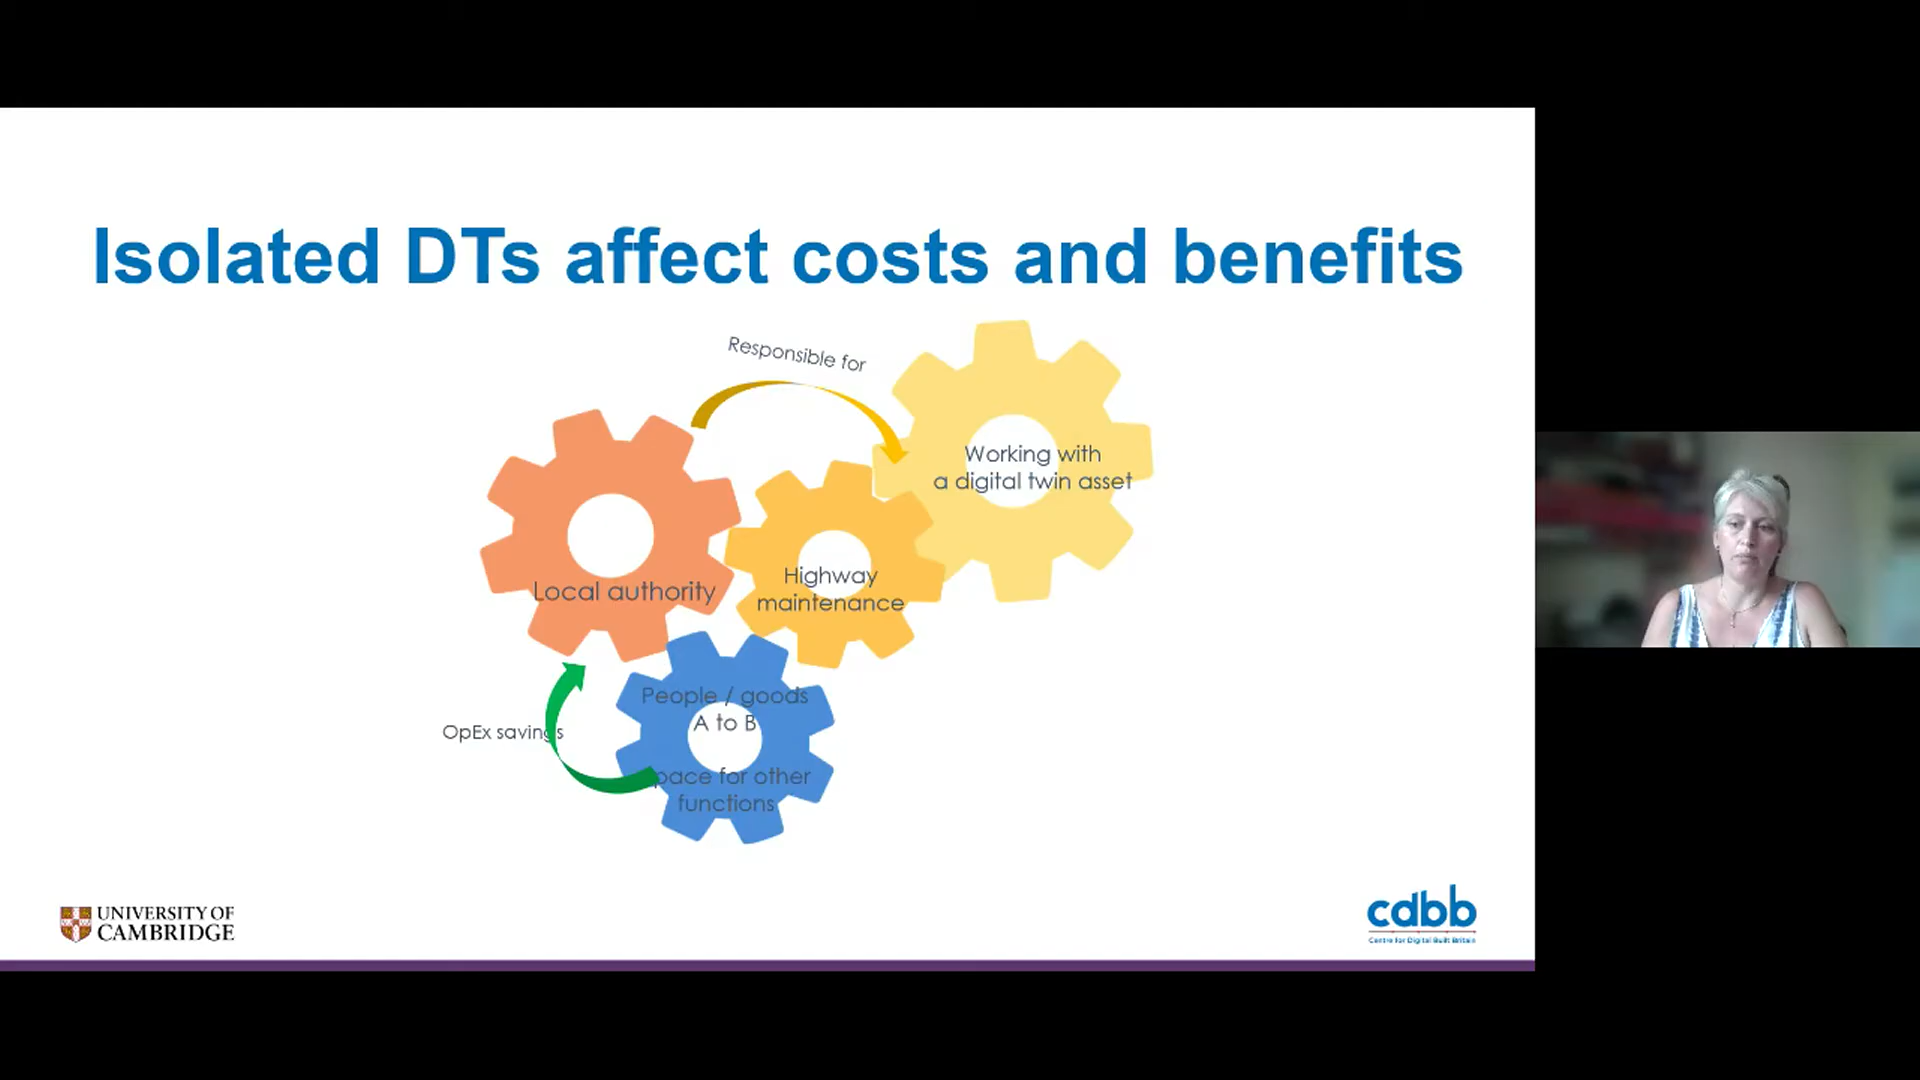 Isolated DTs affect costs and benefits
Responsible for
Working with
a digital twin asset
Local authority
Highway
maintenance
People / goods
A to B
OpEx savings
pace for other
functions
UNIVERSITY OF
CAMBRIDGE
cdbb
Centre for Digital Built Britain